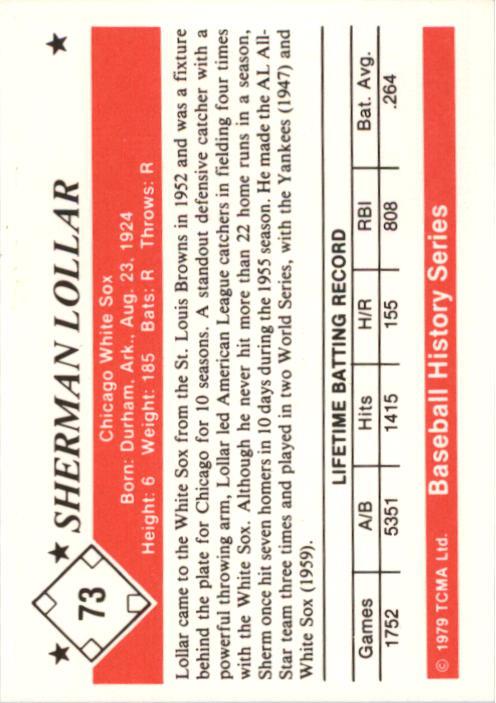 73
SHERMAN LOLLAR
Chicago White Sox
Born: Durham, Ark., Aug. 23, 1924
Height: 6 Weight: 185 Bats: R Throws: R
Lollar came to the White Sox from the St. Louis Browns in 1952 and was a fixture
behind the plate for Chicago for 10 seasons. A standout defensive catcher with a
powerful throwing arm, Lollar led American League catchers in fielding four times
with the White Sox. Although he never hit more than 22 home runs in a season,
Sherm once hit seven homers in 10 days during the 1955 season. He made the AL All-
Star team three times and played in two World Series, with the Yankees (1947) and
White Sox (1959).
LIFETIME BATTING RECORD
Games A/B Hits H/R RBI Bat. Avg.
1752 5351 1415 155 808 .264
© 1979 TCMA Ltd. Baseball History Series